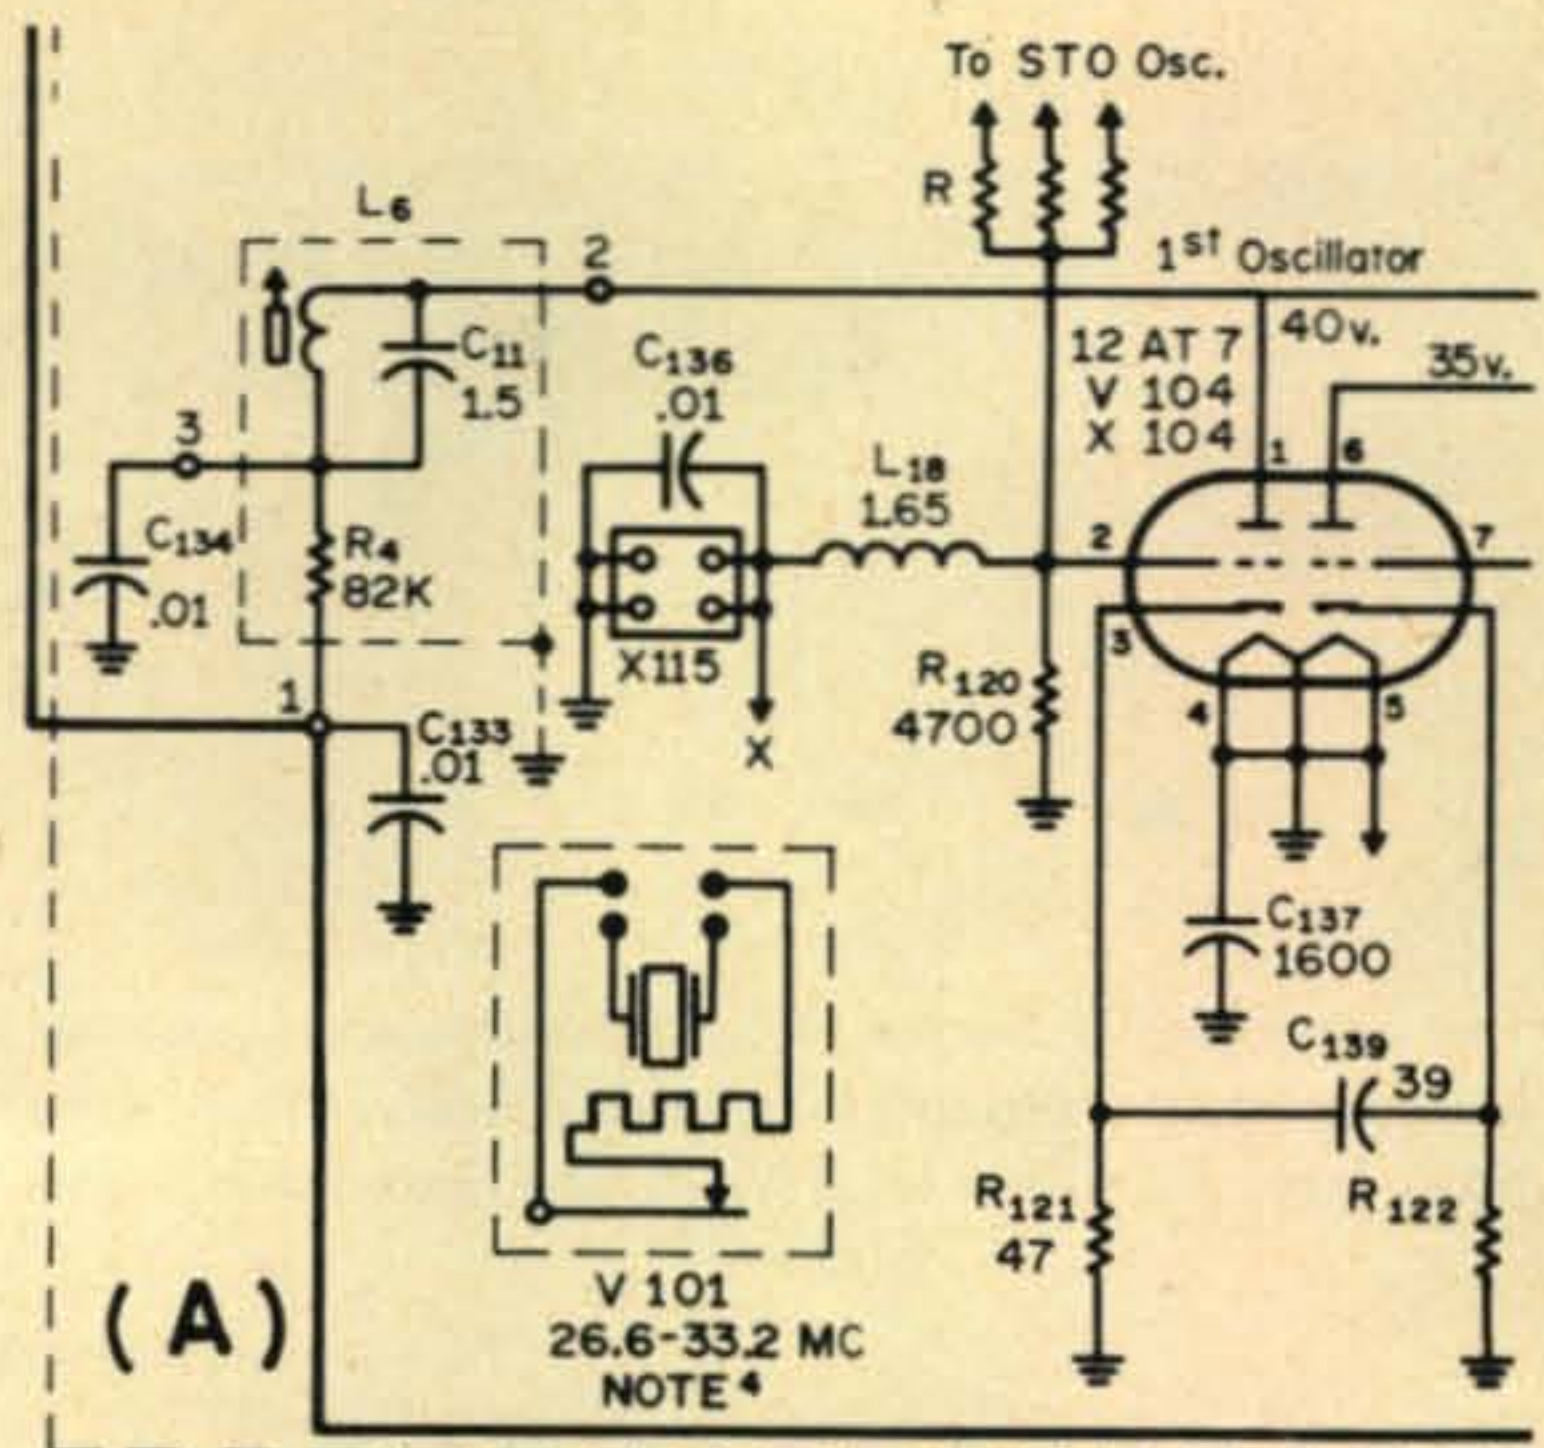 To STO Osc.
R
L6
2
1st Oscillator
40v.
12 AT 7
V 104
X 104
35v.
C11
1.5
C136
.01
3
1
6
L18
1.65
C134
.01
R4
82K
2
7
X115
3
R120
4700
4
5
1
C133
.01
X
C137
1600
C139
39
R121
47
R122
V 101
26.6-33.2 MC
NOTE 4
(A)